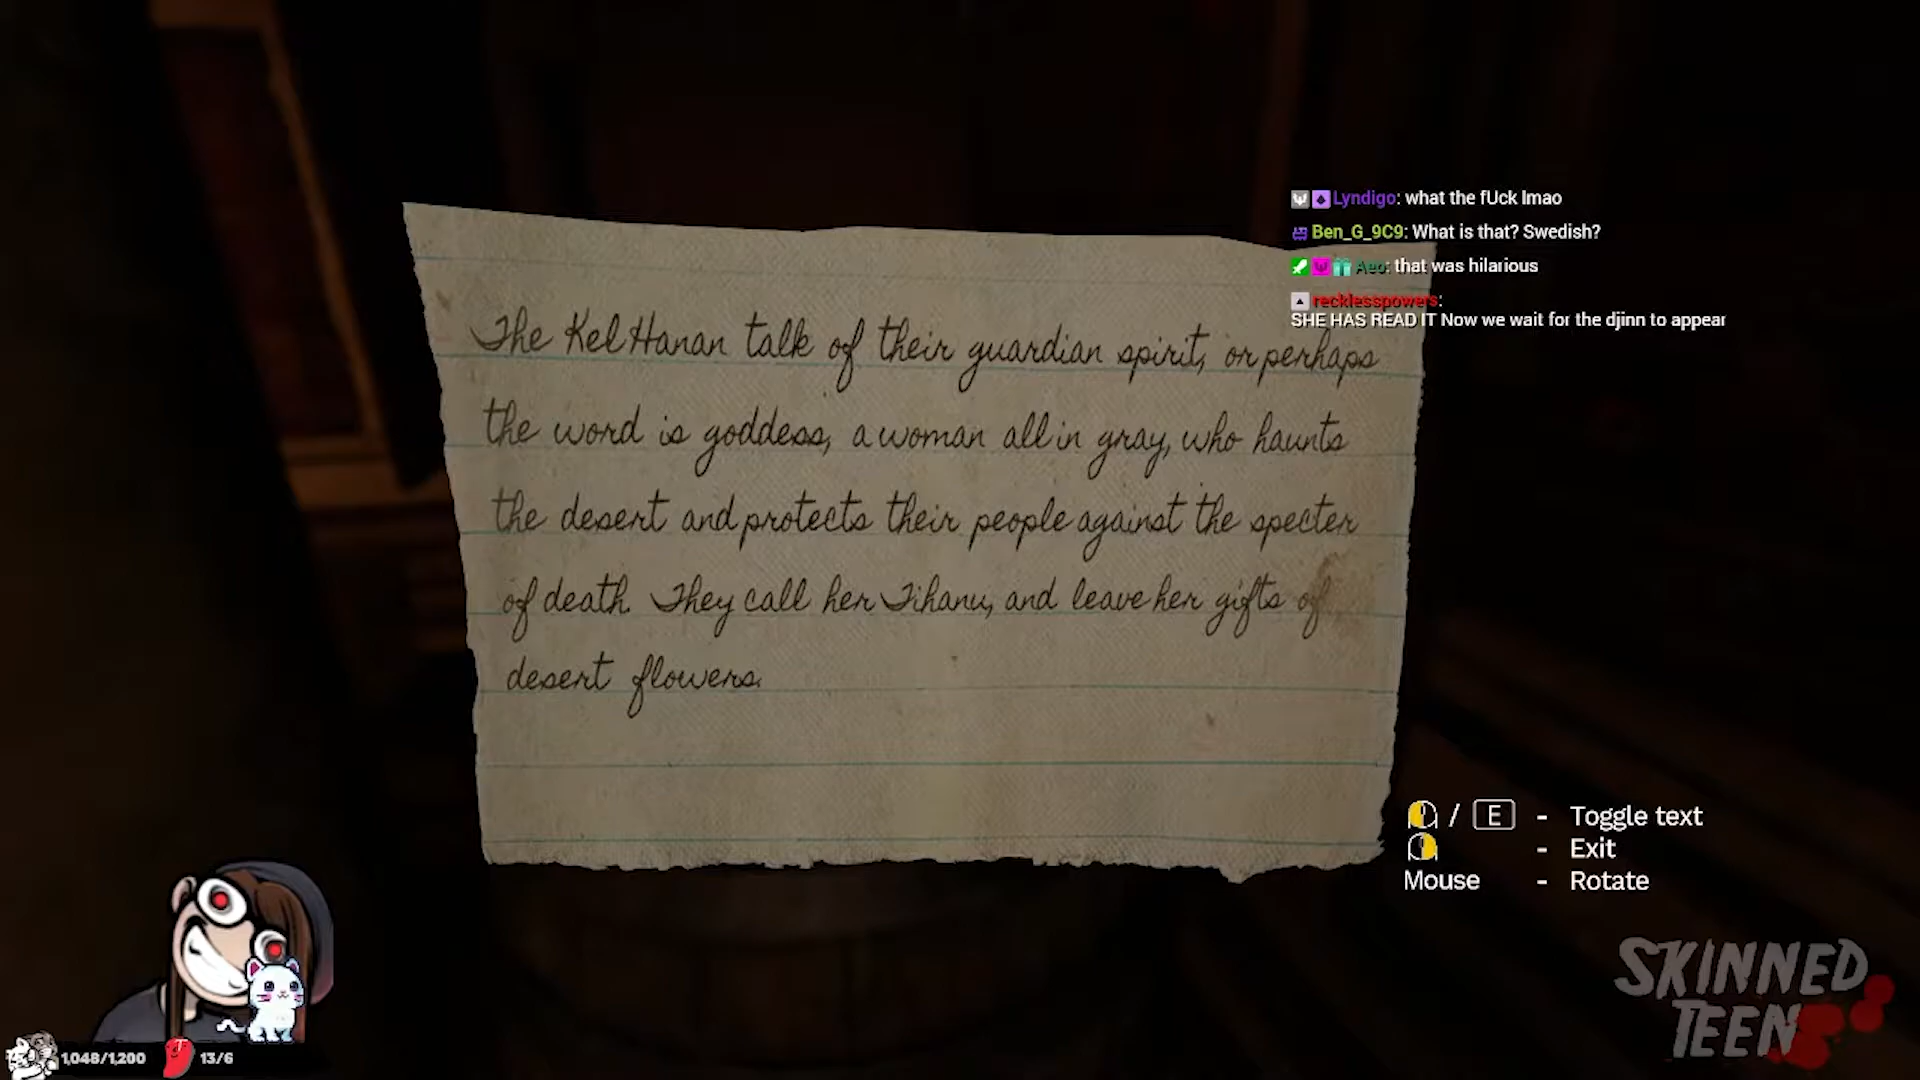 Lyndigo: what the fUck lmao
Ben_G_9C9: What is that? Swedish?
Aeo: that was hilarious
recklesspowers:
SHE HAS READ IT Now we wait for the djinn to appear
The Kel Hanan talk of their guardian spirit, or perhaps
the word is goddess, a woman all in gray, who haunts
the desert and protects their people against the specter
of death. They call her Tihanu, and leave her gifts of
desert flowers.
/ E - Toggle text
- Exit
Mouse - Rotate
SKINNED
TEEN
1,048/1,200
13/6